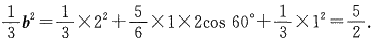 1/3 b² = 1/3 × 2² + 5/6 × 1 × 2cos 60° + 1/3 × 1² = 5/2.